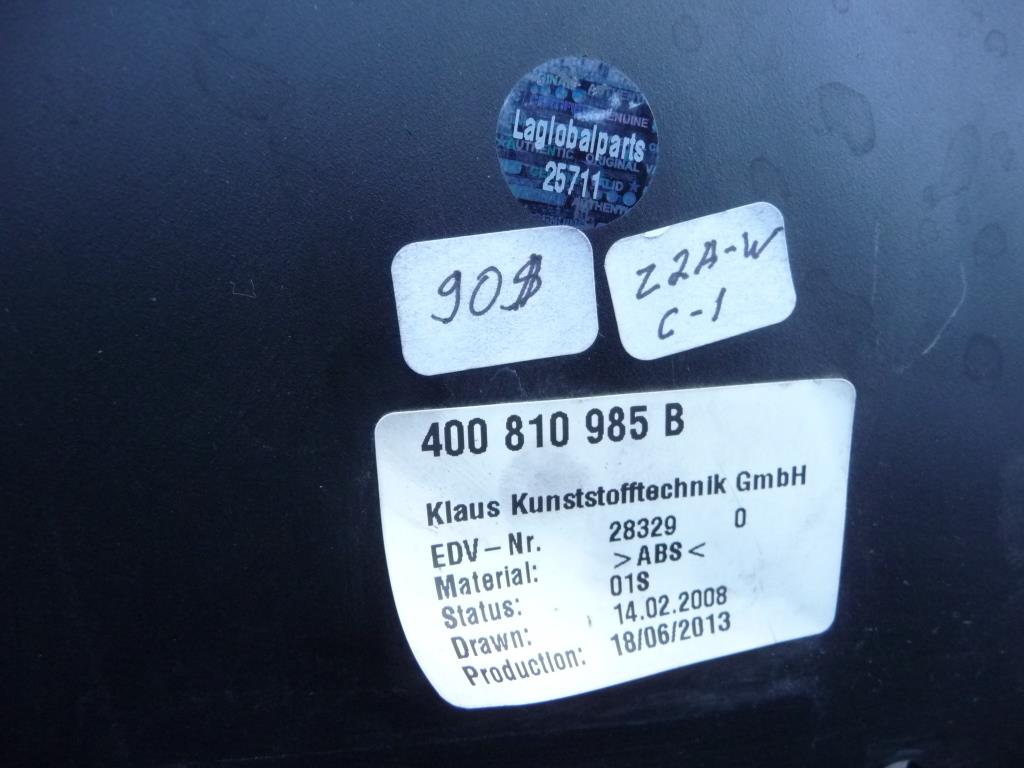 Laglobalparts
25711
90$
Z2A-W
C-1
400 810 985 B
Klaus Kunststofftechnik GmbH
EDV-Nr. 28329 0
Material: >ABS<
Status: 01S
Drawn: 14.02.2008
Production: 18/06/2013